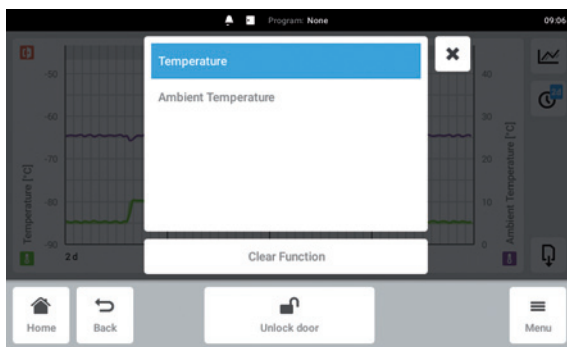 Program: None
09:06
Temperature
Ambient Temperature
-50
-60
-70
-80
-90
Temperature [°C]
40
30
20
10
0
Ambient Temperature [°C]
2 d
Clear Function
Home
Back
Unlock door
Menu